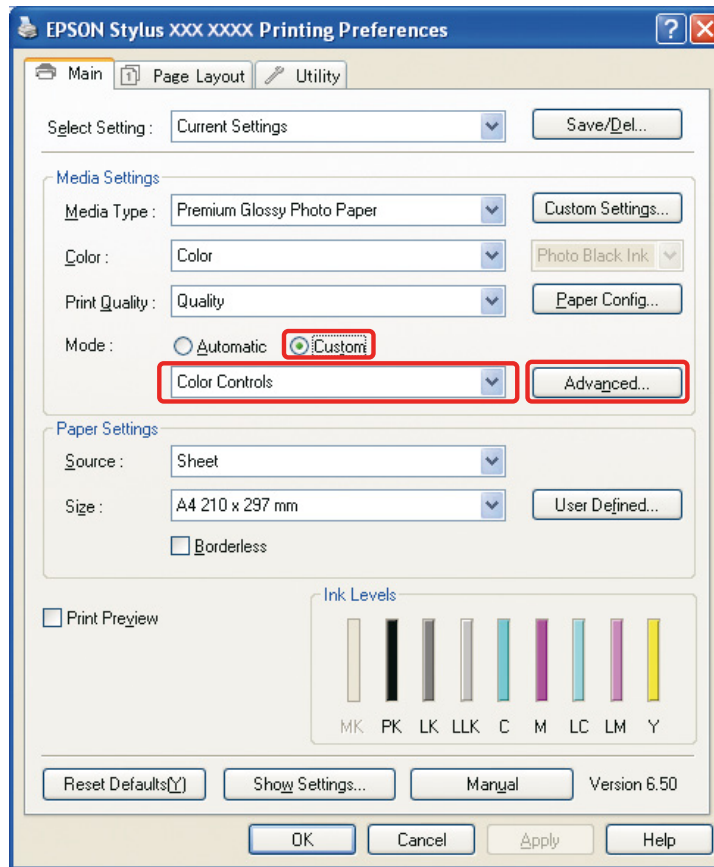 EPSON Stylus XXX XXXX Printing Preferences
Main Page Layout Utility
Select Setting : Current Settings Save/Del...
Media Settings
Media Type : Premium Glossy Photo Paper Custom Settings...
Color : Color Photo Black Ink
Print Quality : Quality Paper Config...
Mode : Automatic Custom
Color Controls Advanced...
Paper Settings
Source : Sheet
Size : A4 210 x 297 mm User Defined...
Borderless
Print Preview
Ink Levels
MK PK LK LLK C M LC LM Y
Reset Defaults(Y) Show Settings... Manual Version 6.50
OK Cancel Apply Help